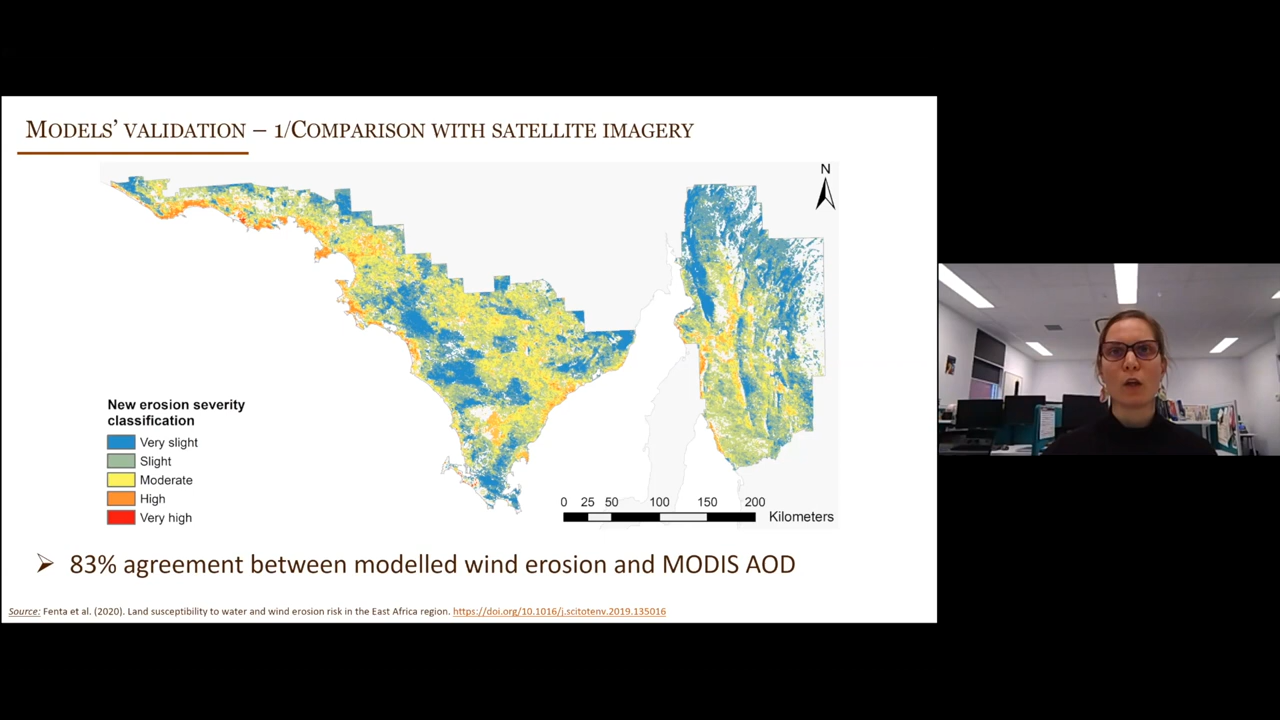 MODELS' VALIDATION – 1/COMPARISON WITH SATELLITE IMAGERY
N
New erosion severity
classification
Very slight
Slight
Moderate
High
Very high
0 25 50 100 150 200
Kilometers
➢ 83% agreement between modelled wind erosion and MODIS AOD
Source: Fenta et al. (2020). Land susceptibility to water and wind erosion risk in the East Africa region. https://doi.org/10.1016/j.scitotenv.2019.135016